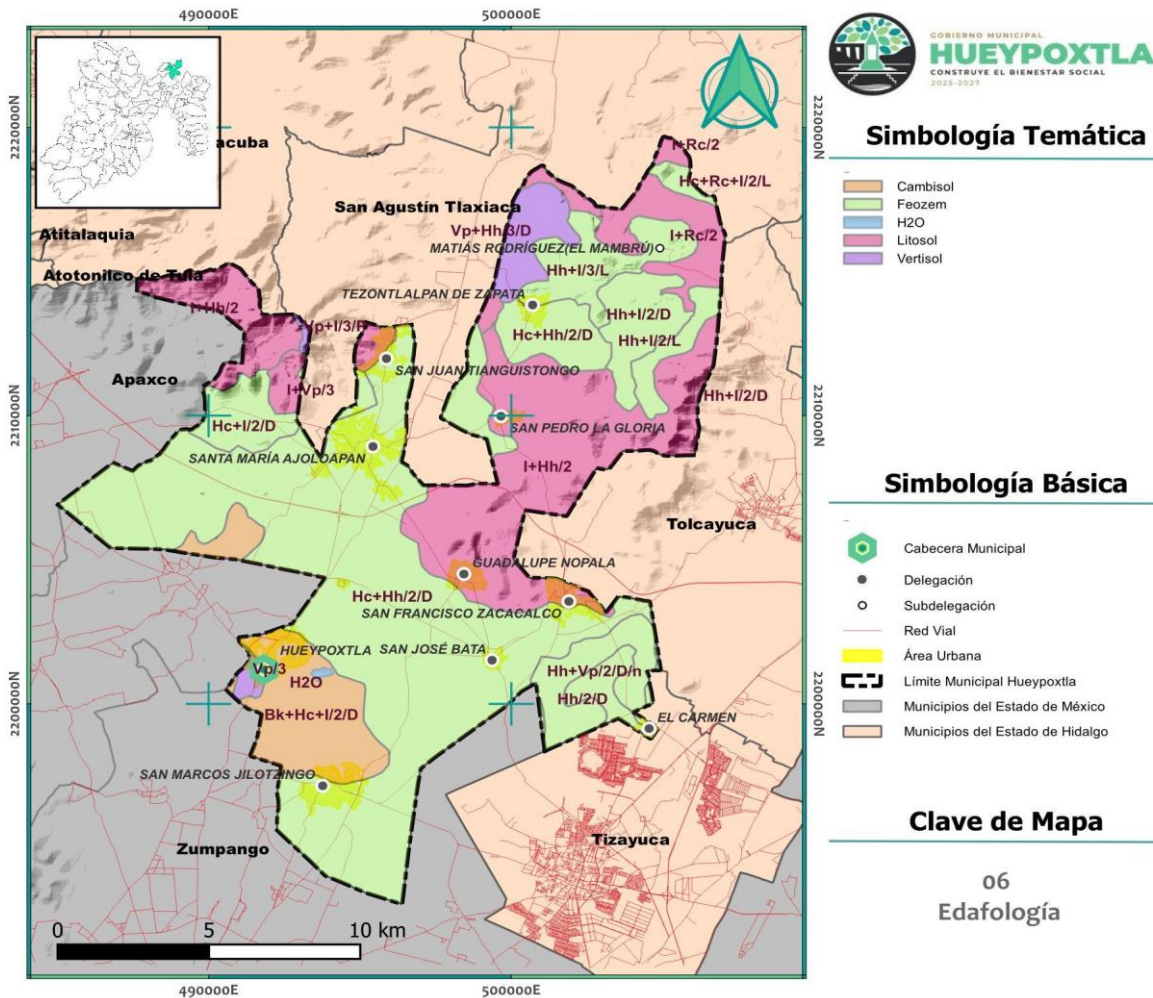 490000E
500000E
2220000N
2220000N
2210000N
2210000N
2200000N
2200000N
490000E
500000E
acuba
San Agustín Tlaxiaca
Atitalaquia
Atotonilco de Tula
Apaxco
Tolcayuca
Tizayuca
Zumpango
I+Rc/2
Hc+Rc+I/2/L
I+Rc/2
Vp+Hh/3/D
MATÍAS RODRÍGUEZ(EL MAMBRÚ)
Hh+I/3/L
TEZONTLALPAN DE ZAPATA
Hh+I/2/D
Hc+Hh/2/D
Hh+I/2/L
I+Hh/2
SAN JUAN TIANGUISTONGO
I+Vp/3
Hh+I/2/D
Hc+I/2/D
SAN PEDRO LA GLORIA
SANTA MARÍA AJOLOAPAN
I+Hh/2
GUADALUPE NOPALA
Hc+Hh/2/D
SAN FRANCISCO ZACACALCO
HUEYPOXTLA
SAN JOSÉ BATA
Vp/3
H2O
Hh+Vp/2/D/n
Hh/2/D
Bk+Hc+I/2/D
EL CARMEN
SAN MARCOS JILOTZINGO
0
5
10 km
GOBIERNO MUNICIPAL
HUEYPOXTLA
CONSTRUYE EL BIENESTAR SOCIAL
2025-2027
Simbología Temática
Cambisol
Feozem
H2O
Litosol
Vertisol
Simbología Básica
Cabecera Municipal
Delegación
Subdelegación
Red Vial
Área Urbana
Límite Municipal Hueypoxtla
Municipios del Estado de México
Municipios del Estado de Hidalgo
Clave de Mapa
06
Edafología